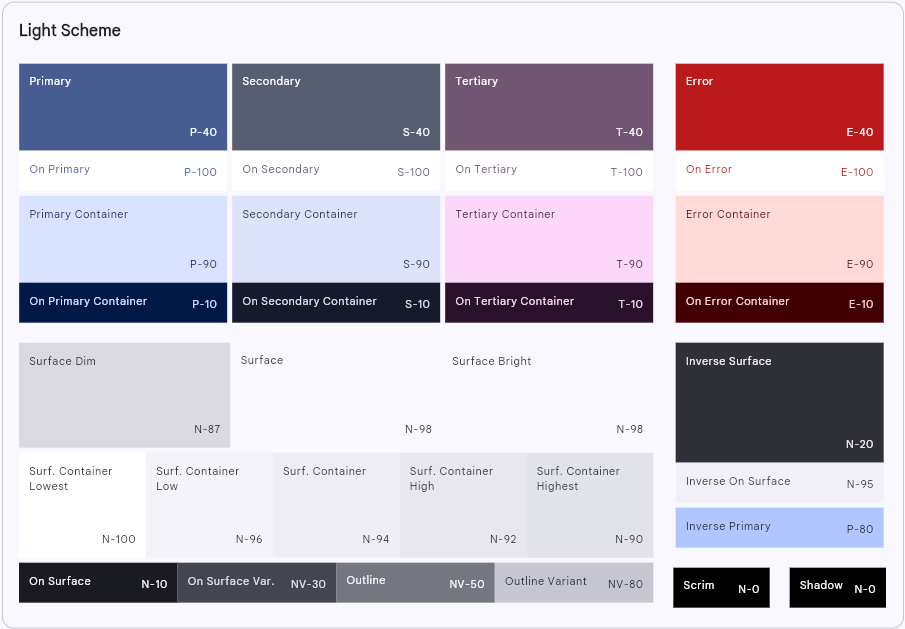 Light Scheme
Primary
P-40
Secondary
S-40
Tertiary
T-40
Error
E-40
On Primary
P-100
On Secondary
S-100
On Tertiary
T-100
On Error
E-100
Primary Container
P-90
Secondary Container
S-90
Tertiary Container
T-90
Error Container
E-90
On Primary Container
P-10
On Secondary Container
S-10
On Tertiary Container
T-10
On Error Container
E-10
Surface Dim
N-87
Surface
N-98
Surface Bright
N-98
Inverse Surface
N-20
Surf. Container
Lowest
N-100
Surf. Container
Low
N-96
Surf. Container
N-94
Surf. Container
High
N-92
Surf. Container
Highest
N-90
Inverse On Surface
N-95
Inverse Primary
P-80
On Surface
N-10
On Surface Var.
NV-30
Outline
NV-50
Outline Variant
NV-80
Scrim
N-0
Shadow
N-0